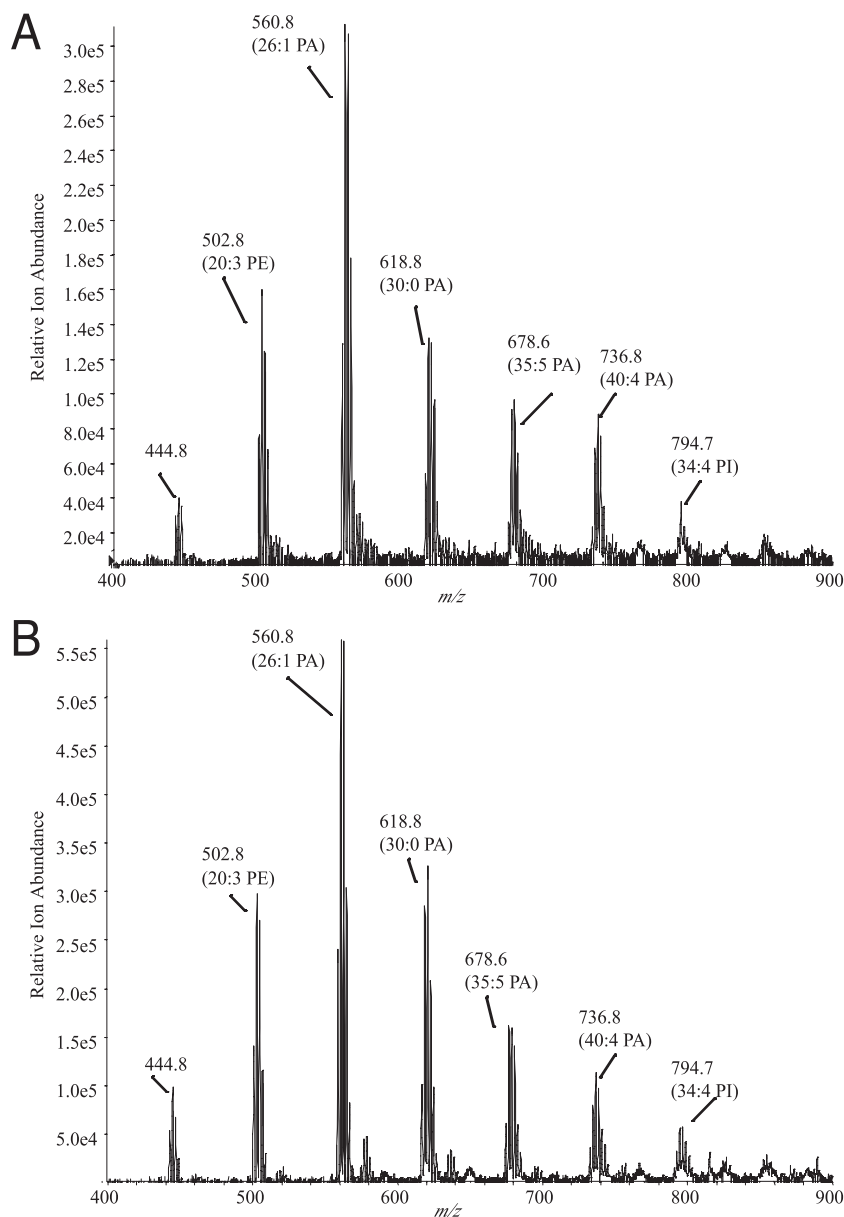 A
560.8
(26:1 PA)
3.0e5
2.8e5
2.6e5
2.4e5
2.2e5
2.0e5
1.8e5
1.6e5
1.4e5
1.2e5
1.0e5
8.0e4
6.0e4
4.0e4
2.0e4
Relative Ion Abundance
502.8
(20:3 PE)
618.8
(30:0 PA)
678.6
(35:5 PA)
736.8
(40:4 PA)
444.8
794.7
(34:4 PI)
400 500 600 700 800 900
m/z
B
560.8
(26:1 PA)
5.5e5
5.0e5
4.5e5
4.0e5
3.5e5
3.0e5
2.5e5
2.0e5
1.5e5
1.0e5
5.0e4
Relative Ion Abundance
618.8
(30:0 PA)
502.8
(20:3 PE)
678.6
(35:5 PA)
736.8
(40:4 PA)
444.8
794.7
(34:4 PI)
400 500 600 700 800 900
m/z